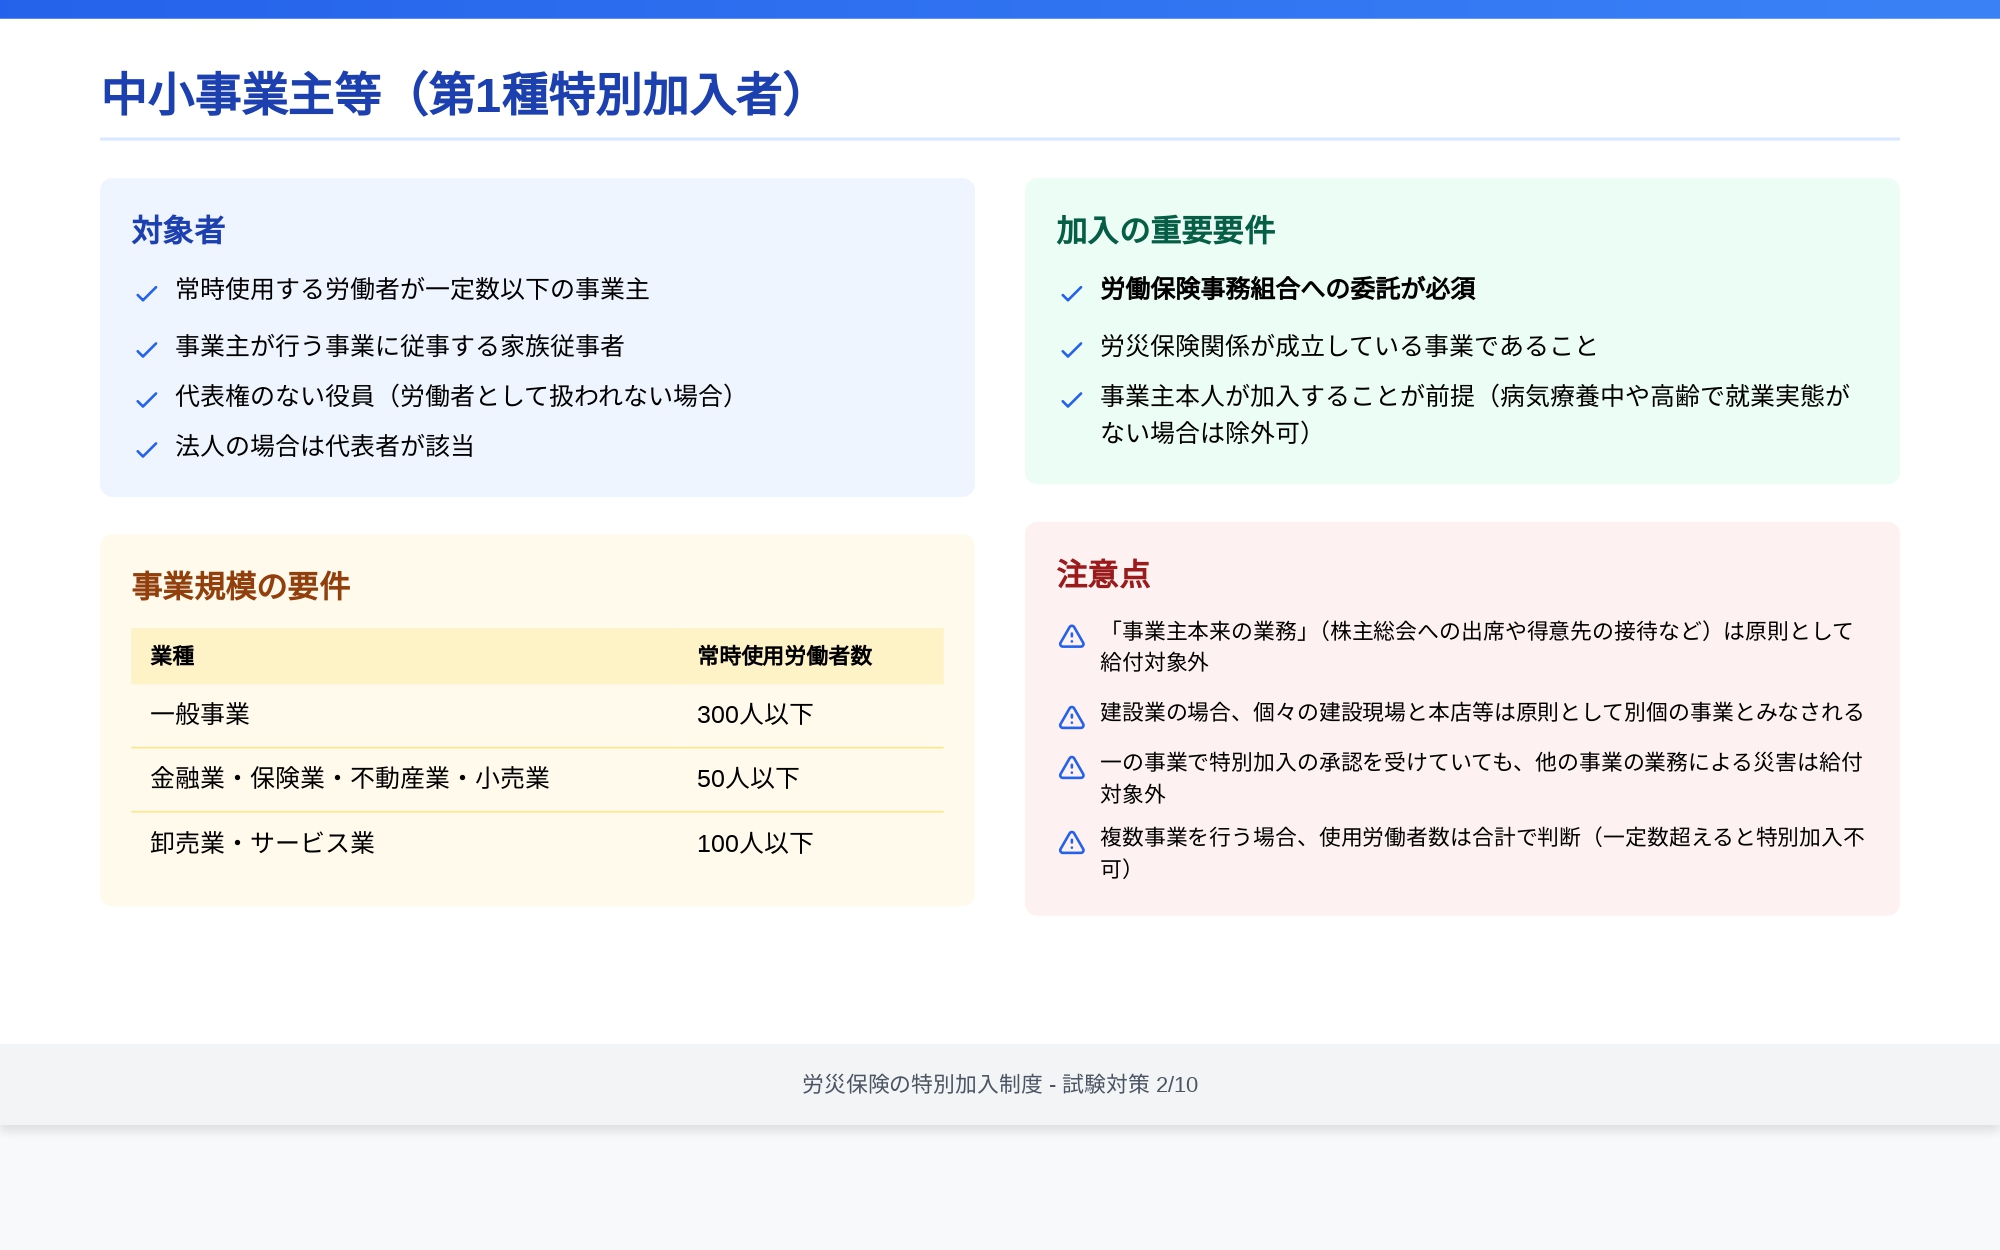 中小事業主等（第1種特別加入者）
対象者
常時使用する労働者が一定数以下の事業主
事業主が行う事業に従事する家族従事者
代表権のない役員（労働者として扱われない場合）
法人の場合は代表者が該当
事業規模の要件
業種 常時使用労働者数
一般事業 300人以下
金融業・保険業・不動産業・小売業 50人以下
卸売業・サービス業 100人以下
加入の重要要件
労働保険事務組合への委託が必須
労災保険関係が成立している事業であること
事業主本人が加入することが前提（病気療養中や高齢で就業実態が
ない場合は除外可）
注意点
「事業主本来の業務」（株主総会への出席や得意先の接待など）は原則として
給付対象外
建設業の場合、個々の建設現場と本店等は原則として別個の事業とみなされる
一の事業で特別加入の承認を受けていても、他の事業の業務による災害は給付
対象外
複数事業を行う場合、使用労働者数は合計で判断（一定数超えると特別加入不
可）
労災保険の特別加入制度 - 試験対策 2/10